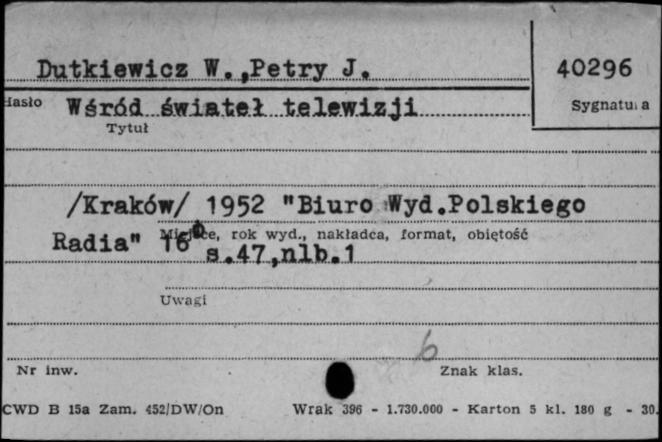 Dutkiewicz W.,Petry J.
40296
Hasło Wśród świateł telewizji
Sygnatura
Tytuł
/Kraków/ 1952 "Biuro Wyd.Polskiego
Radia" 16°
Miejsce, rok wyd., nakładca, format, objętość
s.47,nlb.1
Uwagi
6
Nr inw.
Znak klas.
CWD B 15a Zam. 452/DW/On Wrak 396 - 1.730.000 - Karton 5 kl. 180 g - 30.